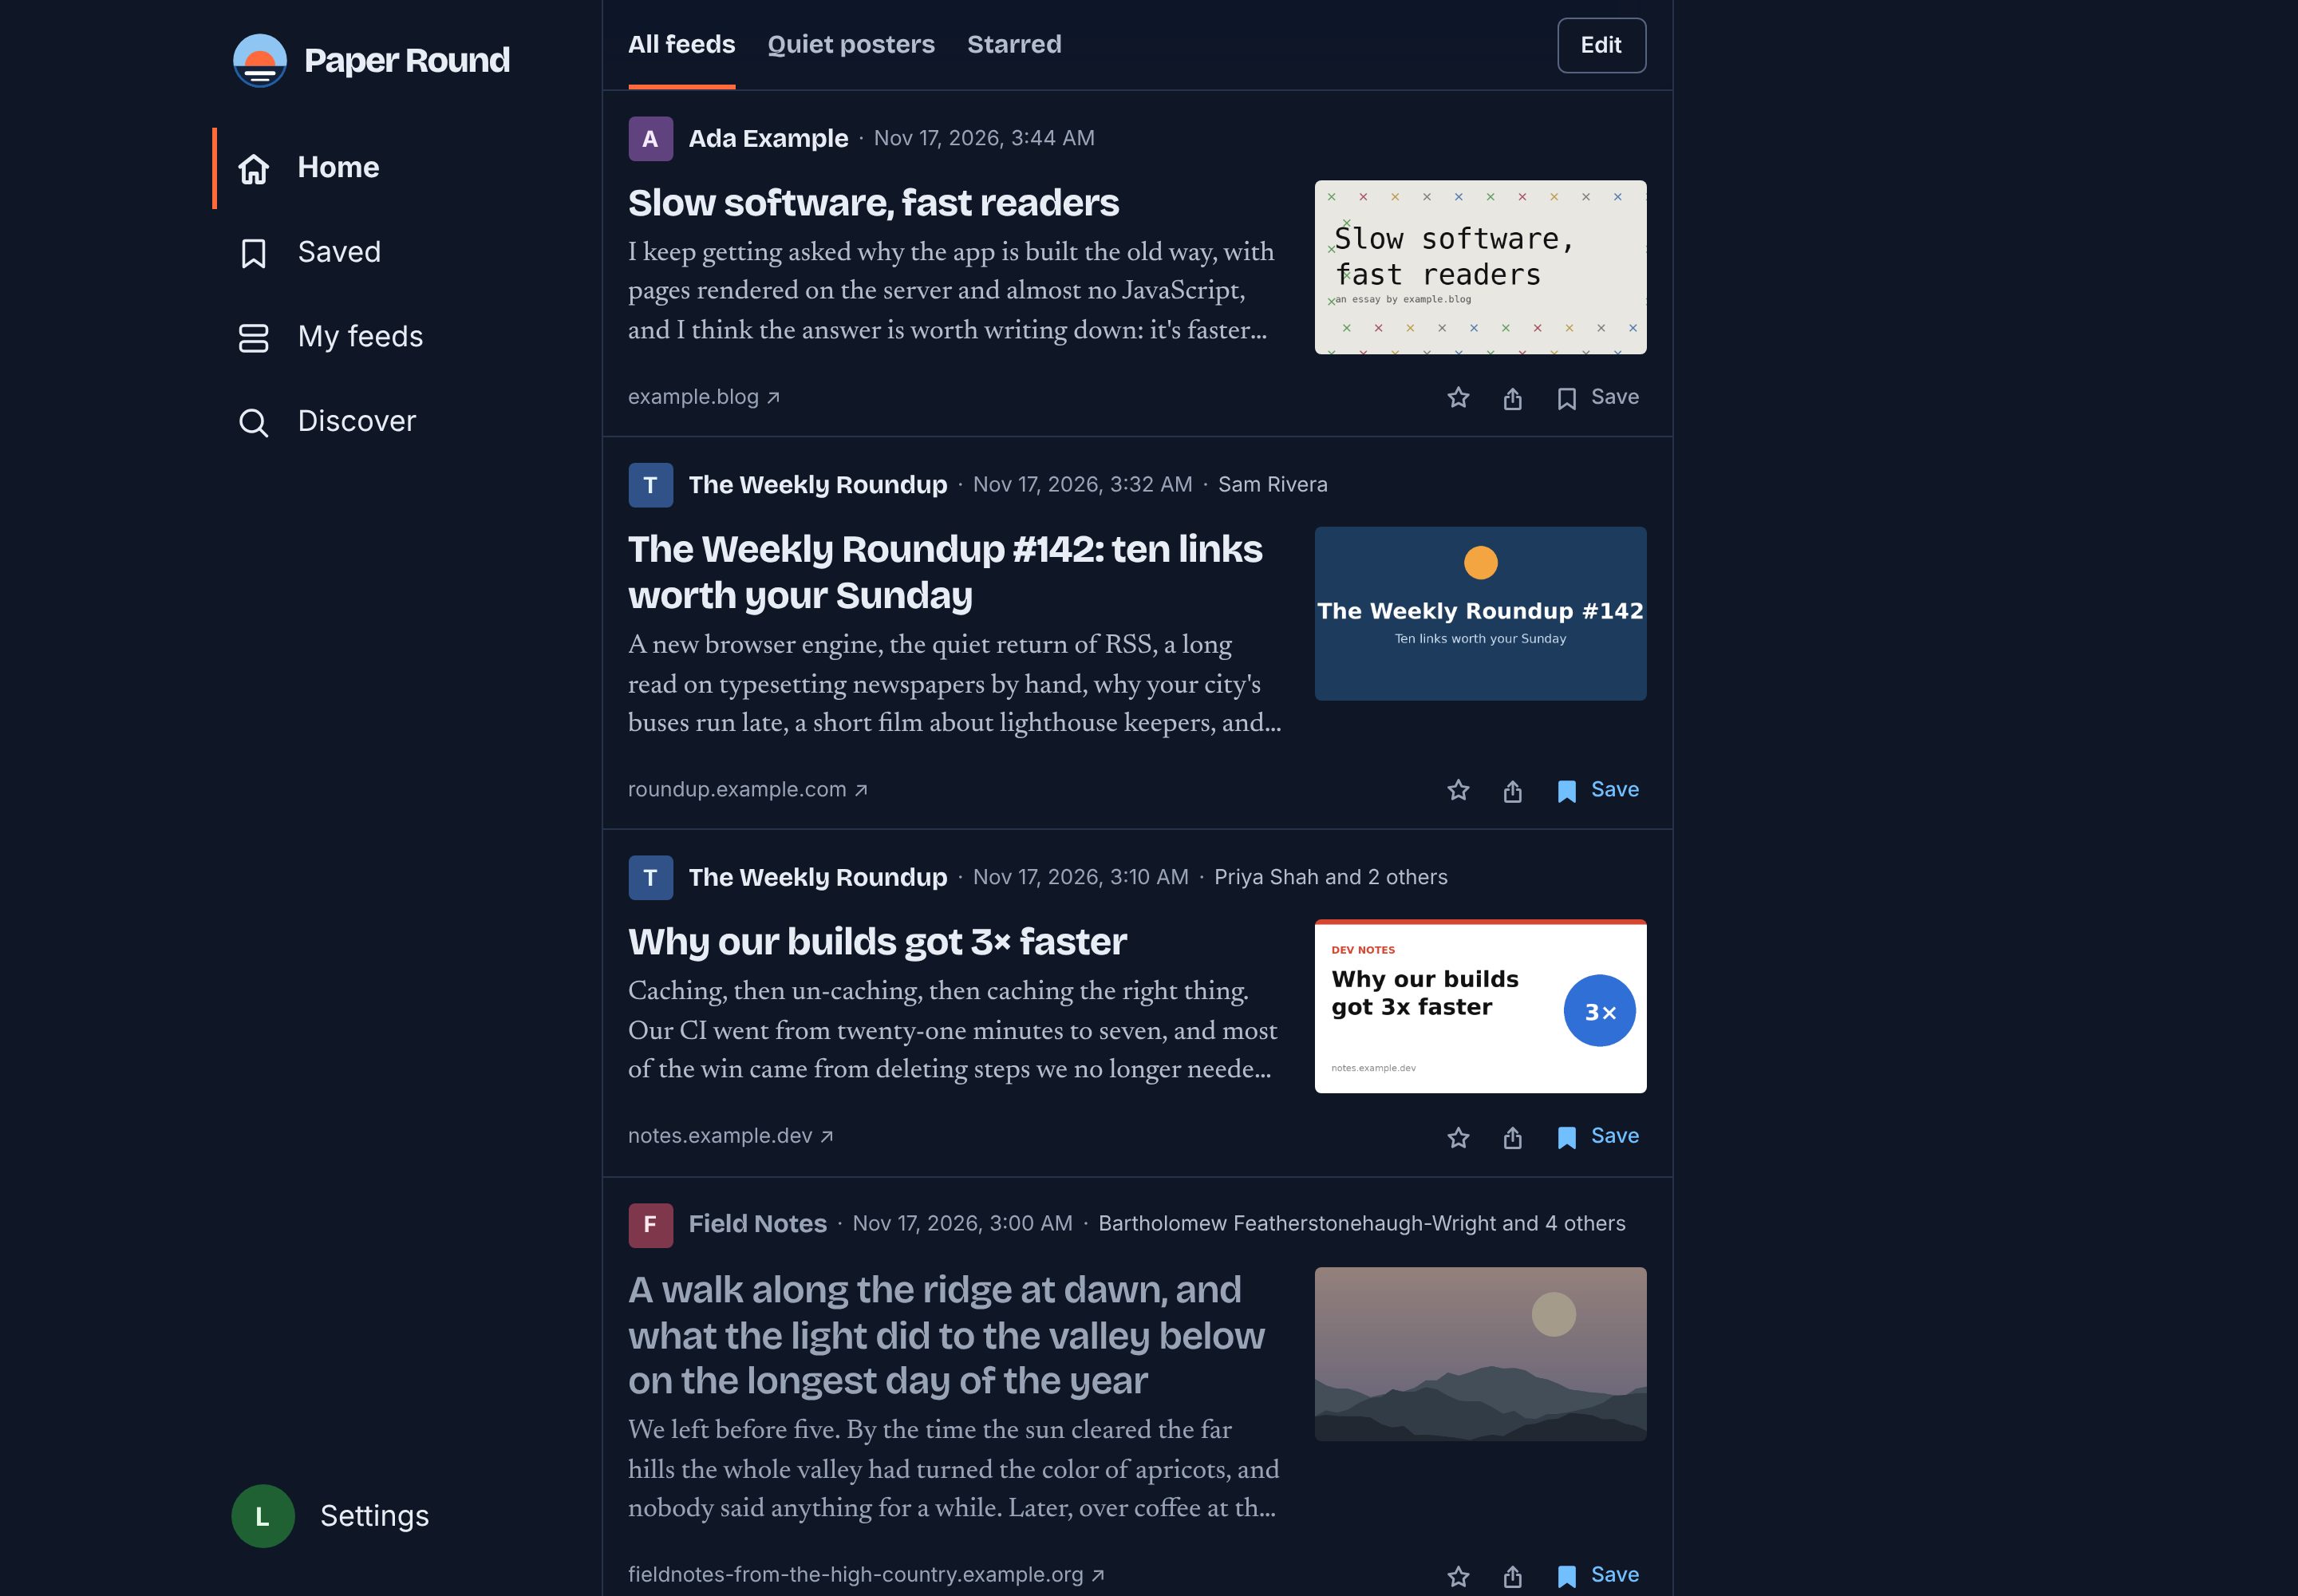 Paper Round
Home
Saved
My feeds
Discover
L Settings
All feeds Quiet posters Starred Edit
A Ada Example · Nov 17, 2026, 3:44 AM
Slow software, fast readers
I keep getting asked why the app is built the old way, with
pages rendered on the server and almost no JavaScript,
and I think the answer is worth writing down: it's faster...
Slow software,
fast readers
an essay by example.blog
example.blog ↗ Save
T The Weekly Roundup · Nov 17, 2026, 3:32 AM · Sam Rivera
The Weekly Roundup #142: ten links
worth your Sunday
A new browser engine, the quiet return of RSS, a long
read on typesetting newspapers by hand, why your city's
buses run late, a short film about lighthouse keepers, and...
The Weekly Roundup #142
Ten links worth your Sunday
roundup.example.com ↗ Save
T The Weekly Roundup · Nov 17, 2026, 3:10 AM · Priya Shah and 2 others
Why our builds got 3× faster
Caching, then un-caching, then caching the right thing.
Our CI went from twenty-one minutes to seven, and most
of the win came from deleting steps we no longer neede...
DEV NOTES
Why our builds
got 3x faster
3×
notes.example.dev
notes.example.dev ↗ Save
F Field Notes · Nov 17, 2026, 3:00 AM · Bartholomew Featherstonehaugh-Wright and 4 others
A walk along the ridge at dawn, and
what the light did to the valley below
on the longest day of the year
We left before five. By the time the sun cleared the far
hills the whole valley had turned the color of apricots, and
nobody said anything for a while. Later, over coffee at th...
fieldnotes-from-the-high-country.example.org ↗ Save